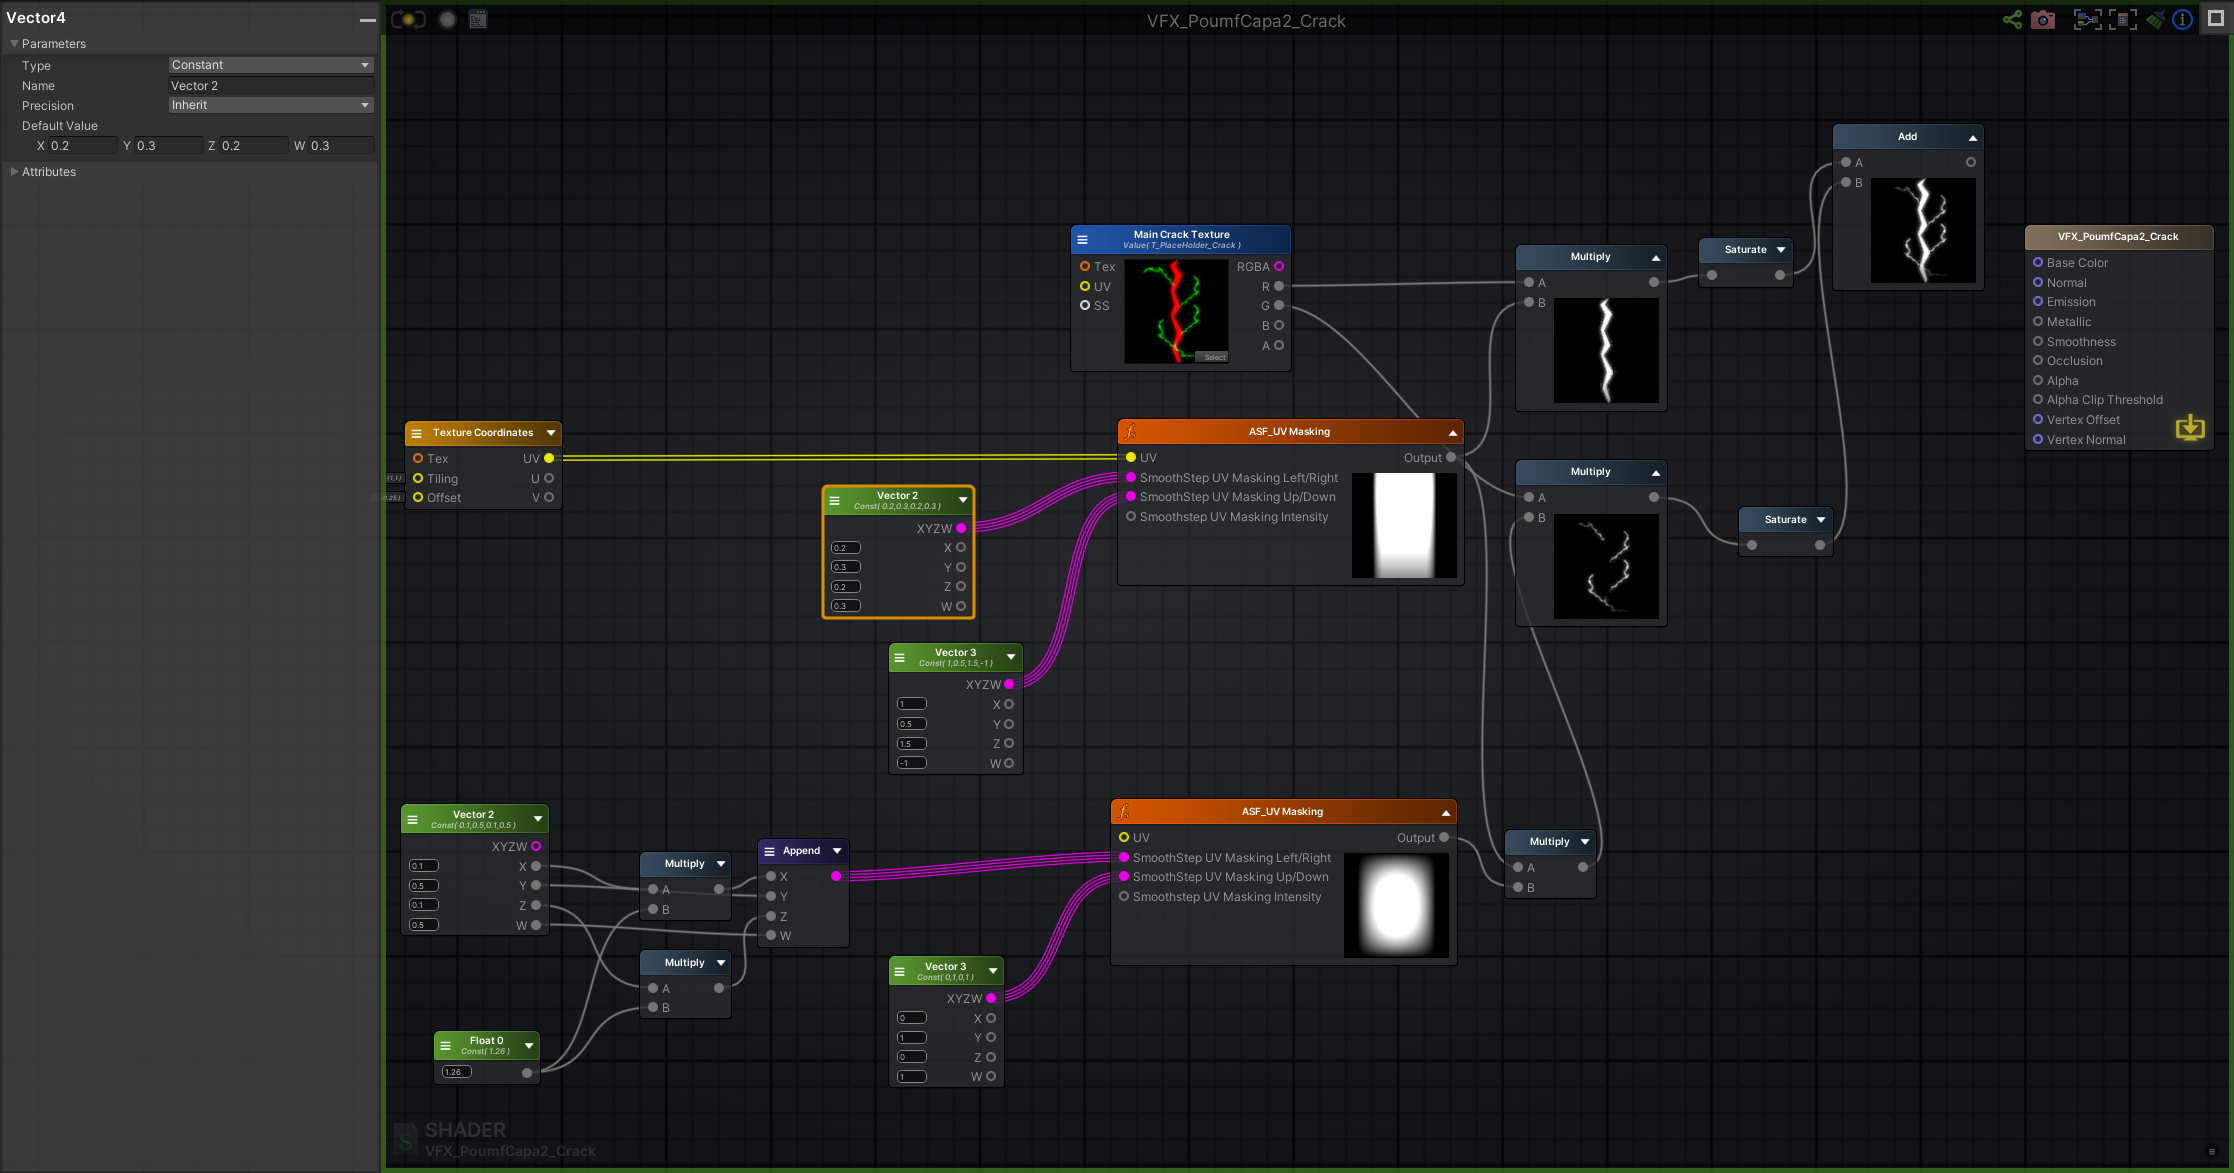 Vector4
Parameters
Type Constant
Name Vector 2
Precision Inherit
Default Value
X 0.2 Y 0.3 Z 0.2 W 0.3
Attributes
VFX_PoumfCapa2_Crack
Add
A
B
Main Crack Texture
Value( T_PlaceHolder_Crack )
Tex RGBA
UV R
SS G
B
A
Select
Multiply
A
B
Saturate
VFX_PoumfCapa2_Crack
Base Color
Normal
Emission
Metallic
Smoothness
Occlusion
Alpha
Alpha Clip Threshold
Vertex Offset
Vertex Normal
Texture Coordinates
Tex UV
Tiling U
Offset V
ASF_UV Masking
UV Output
SmoothStep UV Masking Left/Right
SmoothStep UV Masking Up/Down
Smoothstep UV Masking Intensity
Multiply
A
B
Saturate
Vector 2
Const( 0.2,0.3,0.2,0.3 )
XYZW
0.2 X
0.3 Y
0.2 Z
0.3 W
Vector 3
Const( 1,0.5,1.5,-1 )
XYZW
1 X
0.5 Y
1.5 Z
-1 W
Vector 2
Const( 0.1,0.5,0.1,0.5 )
XYZW
0.1 X
0.5 Y
0.1 Z
0.5 W
Multiply
A
B
Append
X
Y
Z
W
Multiply
A
B
ASF_UV Masking
UV Output
SmoothStep UV Masking Left/Right
SmoothStep UV Masking Up/Down
Smoothstep UV Masking Intensity
Multiply
A
B
Vector 3
Const( 0,1,0,1 )
XYZW
0 X
1 Y
0 Z
1 W
Float 0
Const( 1.26 )
1.26
SHADER
VFX_PoumfCapa2_Crack